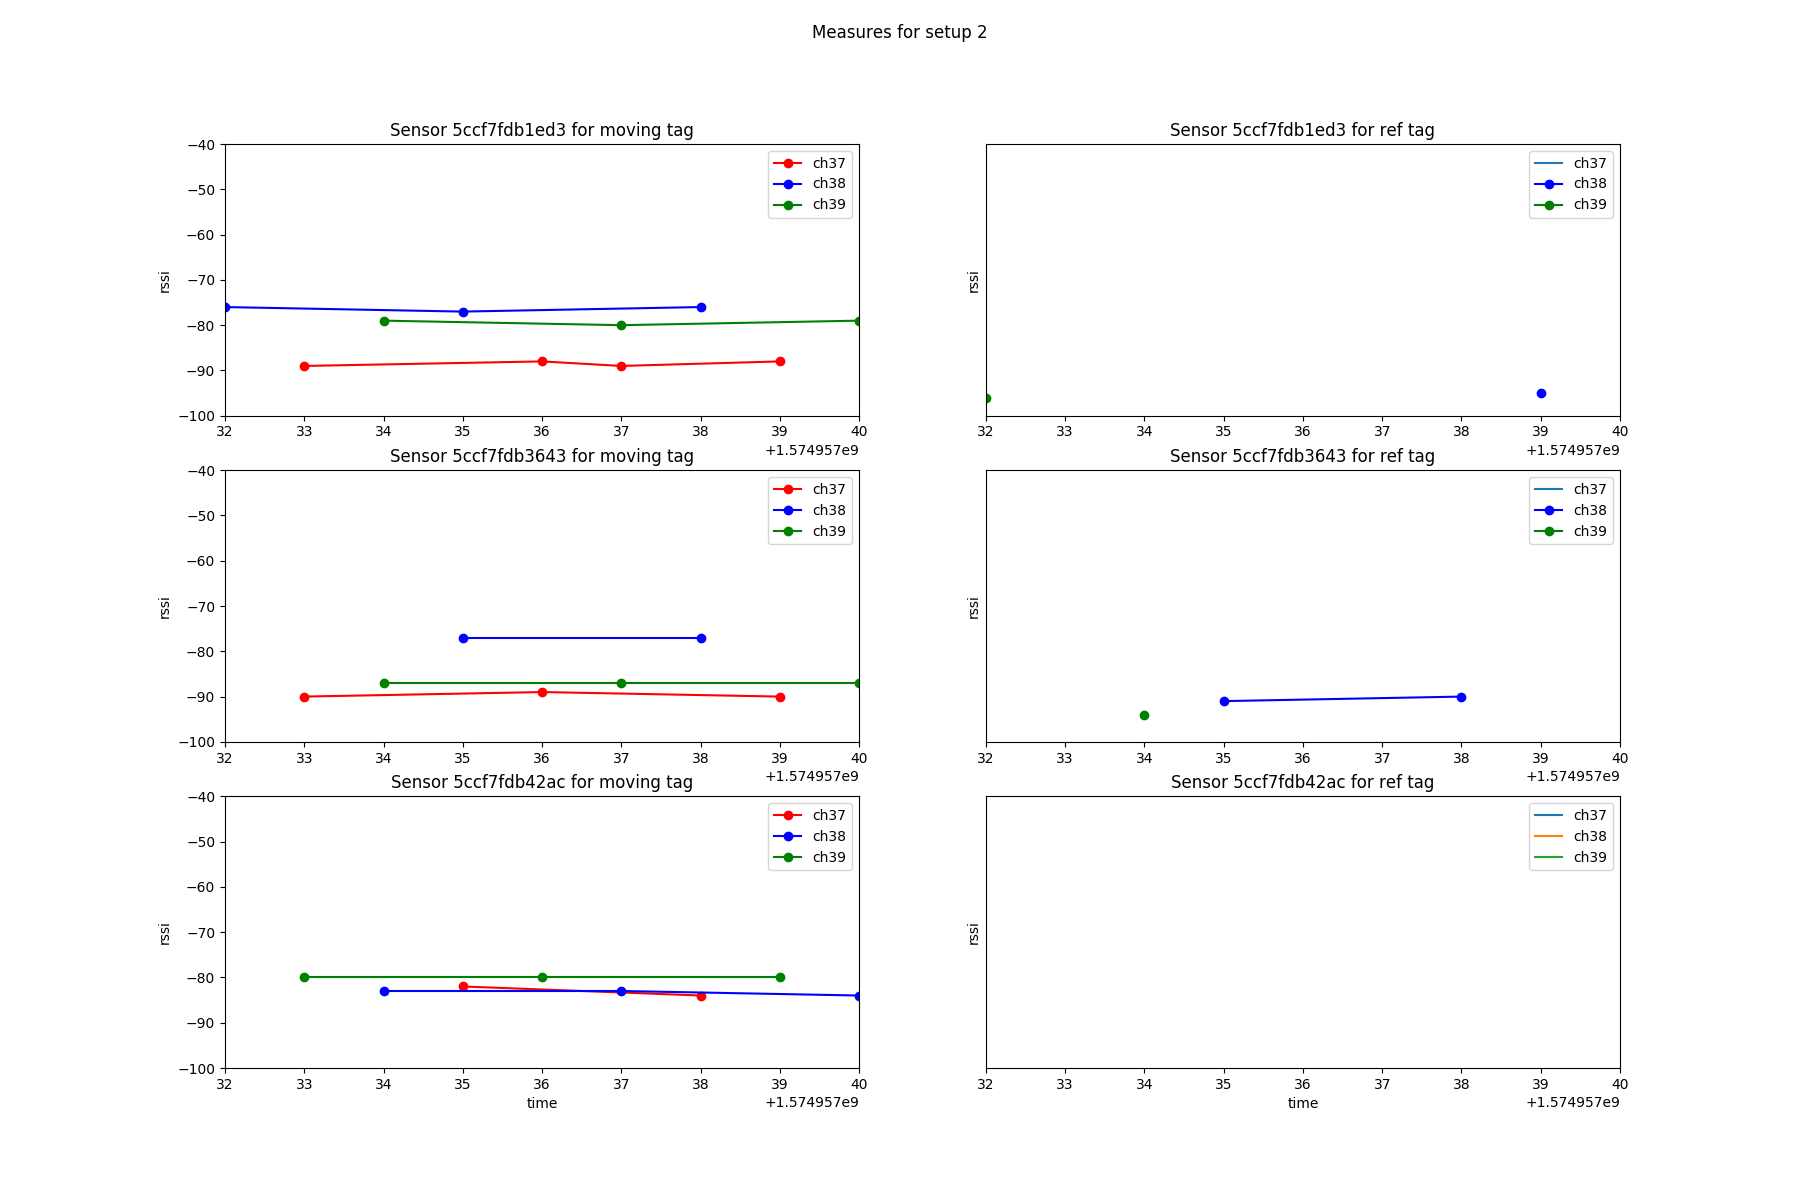 Measures for setup 2
Sensor 5ccf7fdb1ed3 for moving tag
−40
−50
−60
−70
−80
−90
−100
rssi
ch37
ch38
ch39
32 33 34 35 36 37 38 39 40
+1.574957e9
Sensor 5ccf7fdb1ed3 for ref tag
rssi
ch37
ch38
ch39
32 33 34 35 36 37 38 39 40
+1.574957e9
Sensor 5ccf7fdb3643 for moving tag
−40
−50
−60
−70
−80
−90
−100
rssi
ch37
ch38
ch39
32 33 34 35 36 37 38 39 40
+1.574957e9
Sensor 5ccf7fdb3643 for ref tag
rssi
ch37
ch38
ch39
32 33 34 35 36 37 38 39 40
+1.574957e9
Sensor 5ccf7fdb42ac for moving tag
−40
−50
−60
−70
−80
−90
−100
rssi
ch37
ch38
ch39
32 33 34 35 36 37 38 39 40
time
+1.574957e9
Sensor 5ccf7fdb42ac for ref tag
rssi
ch37
ch38
ch39
32 33 34 35 36 37 38 39 40
time
+1.574957e9